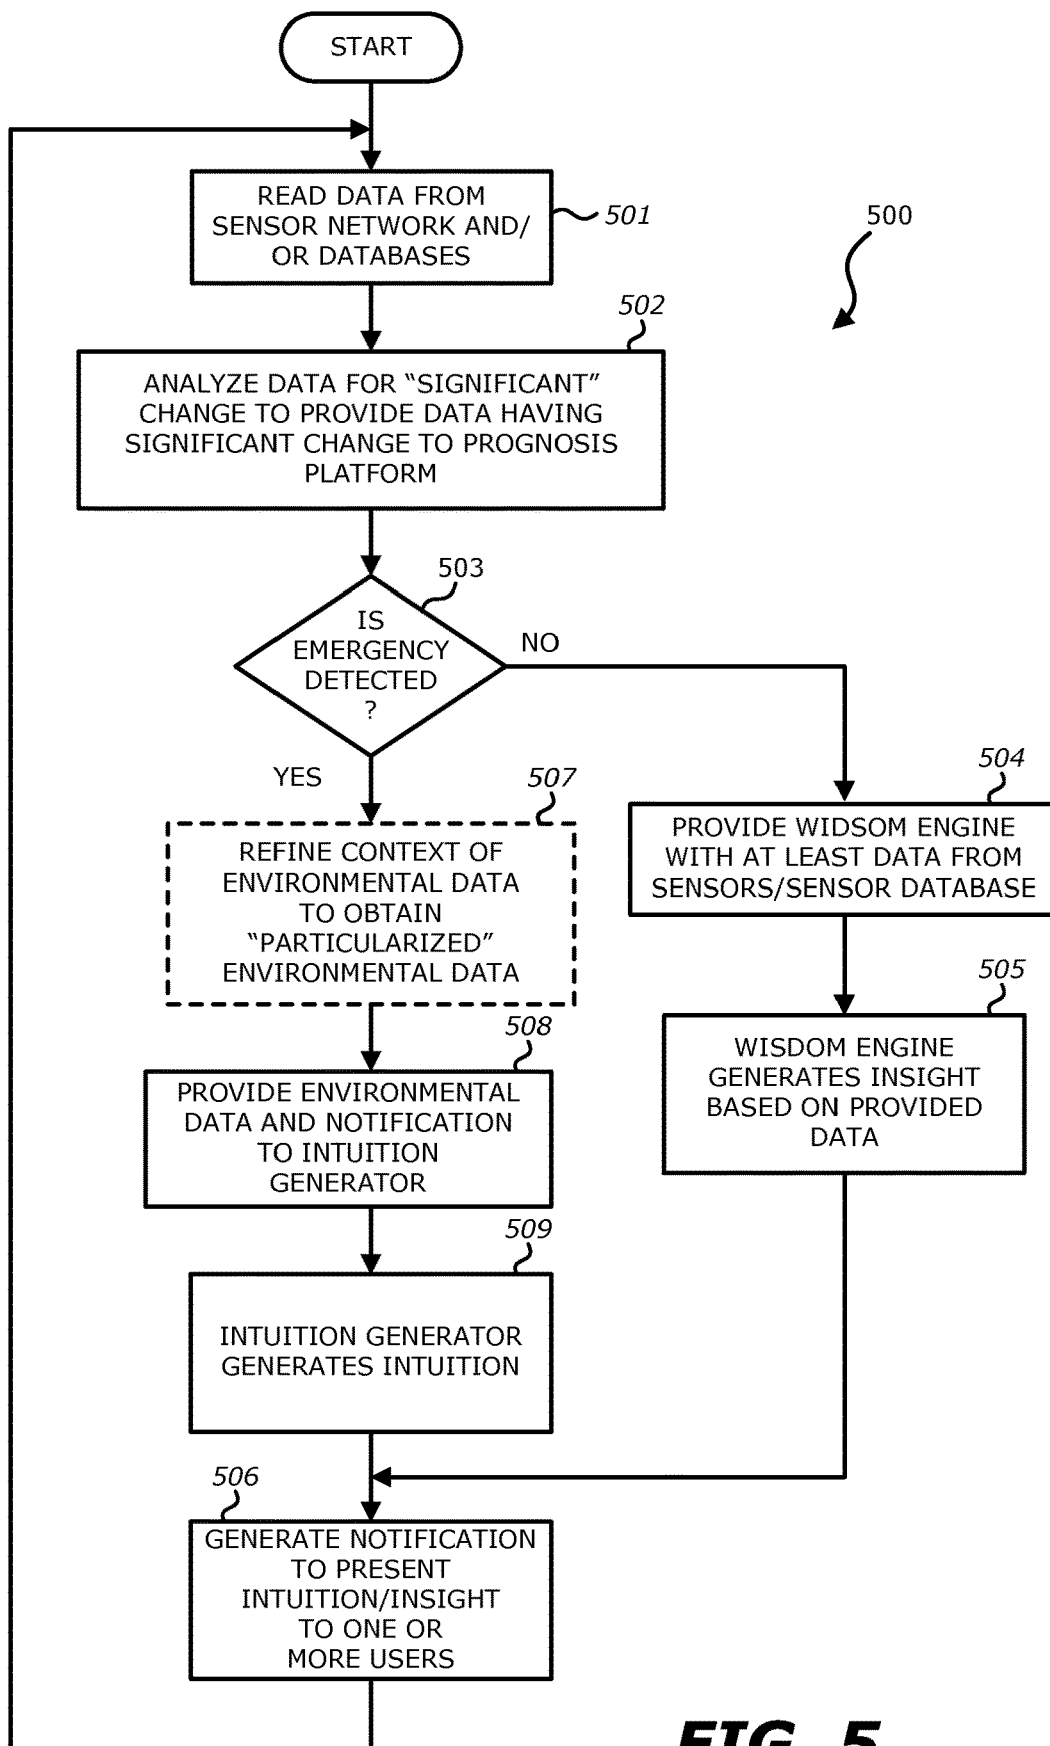 START
READ DATA FROM
SENSOR NETWORK AND/
OR DATABASES
501
500
502
ANALYZE DATA FOR “SIGNIFICANT”
CHANGE TO PROVIDE DATA HAVING
SIGNIFICANT CHANGE TO PROGNOSIS
PLATFORM
503
IS
EMERGENCY
DETECTED
?
NO
YES
507
REFINE CONTEXT OF
ENVIRONMENTAL DATA
TO OBTAIN
“PARTICULARIZED”
ENVIRONMENTAL DATA
504
PROVIDE WIDSOM ENGINE
WITH AT LEAST DATA FROM
SENSORS/SENSOR DATABASE
505
WISDOM ENGINE
GENERATES INSIGHT
BASED ON PROVIDED
DATA
508
PROVIDE ENVIRONMENTAL
DATA AND NOTIFICATION
TO INTUITION
GENERATOR
509
INTUITION GENERATOR
GENERATES INTUITION
506
GENERATE NOTIFICATION
TO PRESENT
INTUITION/INSIGHT
TO ONE OR
MORE USERS
FIG. 5